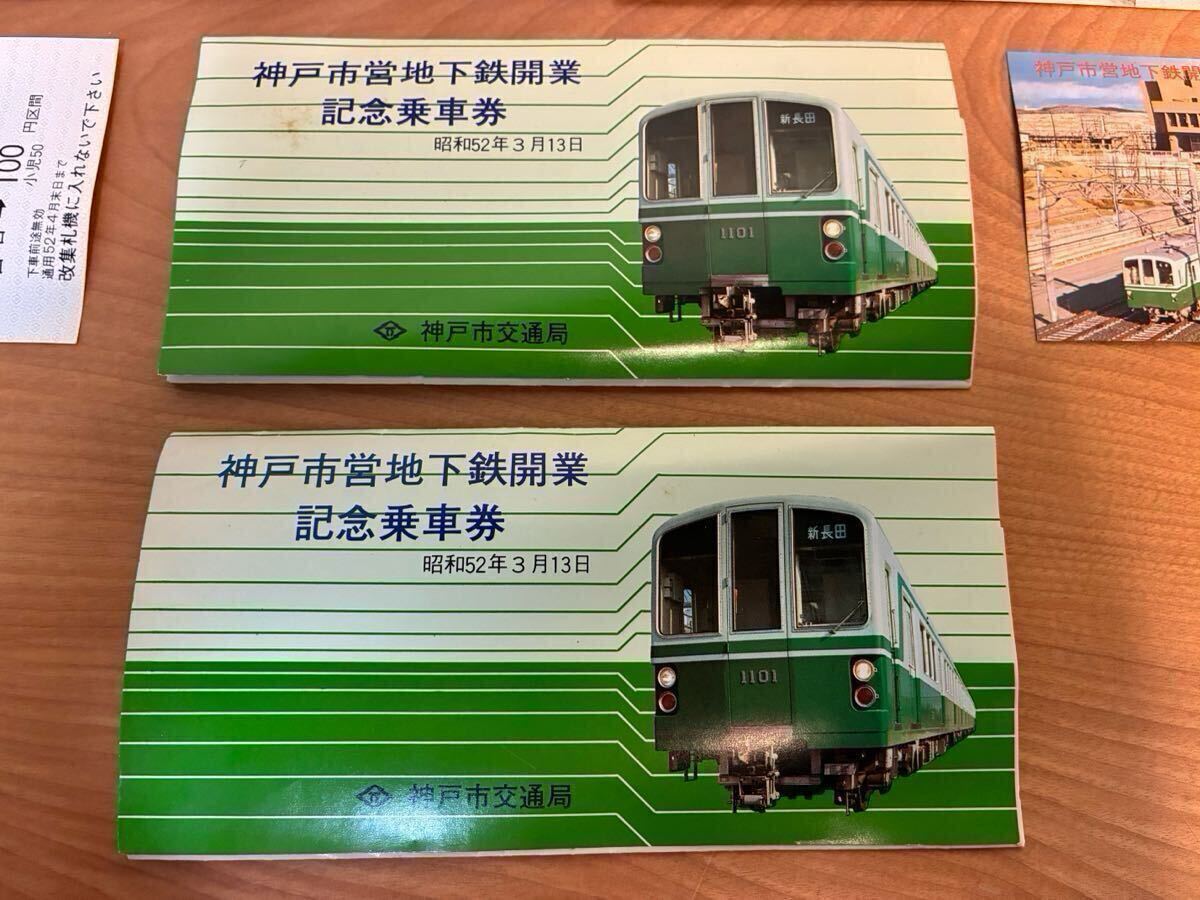 100
小児50 円区間
下車前途無効
通用52年4月末日まで
改集札機に入れないで下さい
神戸市営地下鉄開業
記念乗車券
昭和52年3月13日
新長田
1101
神戸市交通局
神戸市営地下鉄開業
記念乗車券
昭和52年3月13日
新長田
1101
神戸市交通局
神戸市営地下鉄開